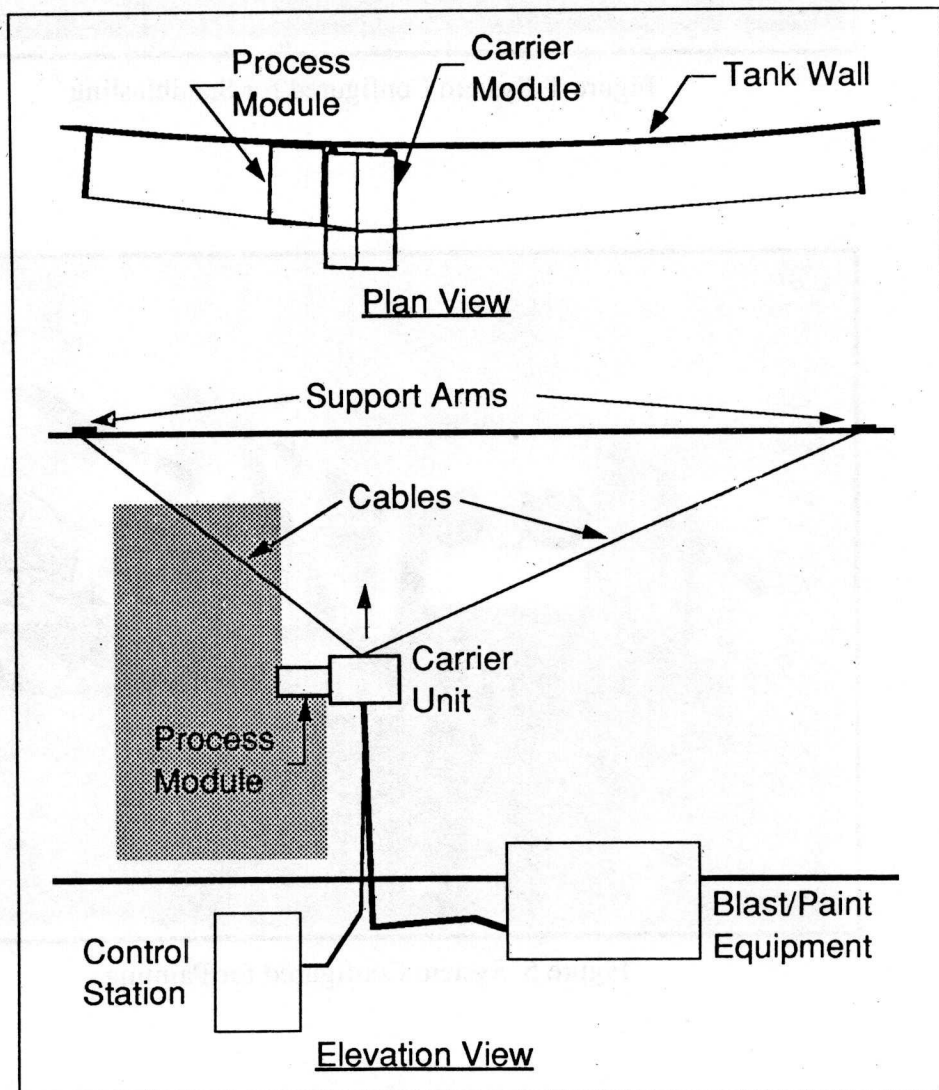 Process
Module
Carrier
Module
Tank Wall
Plan View
Support Arms
Cables
Carrier
Unit
Process
Module
Blast/Paint
Equipment
Control
Station
Elevation View